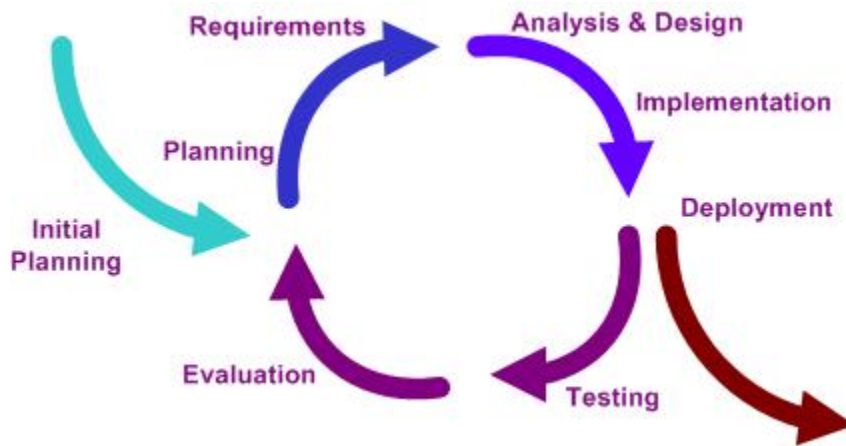 Requirements
Analysis & Design
Implementation
Planning
Deployment
Initial
Planning
Evaluation
Testing